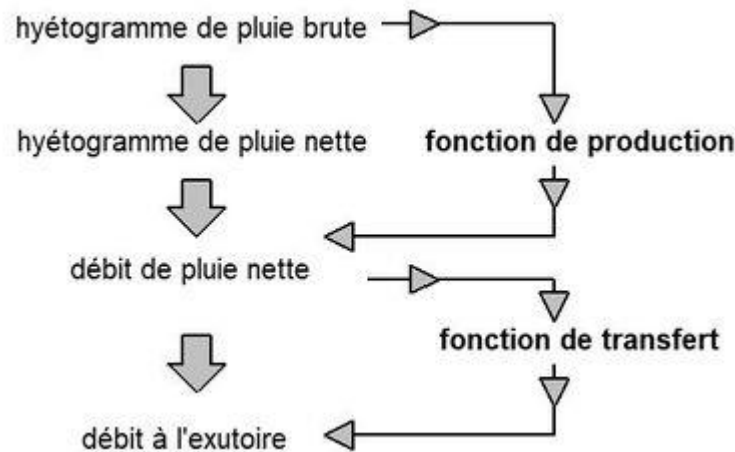 hyétogramme de pluie brute
hyétogramme de pluie nette
fonction de production
débit de pluie nette
fonction de transfert
débit à l'exutoire